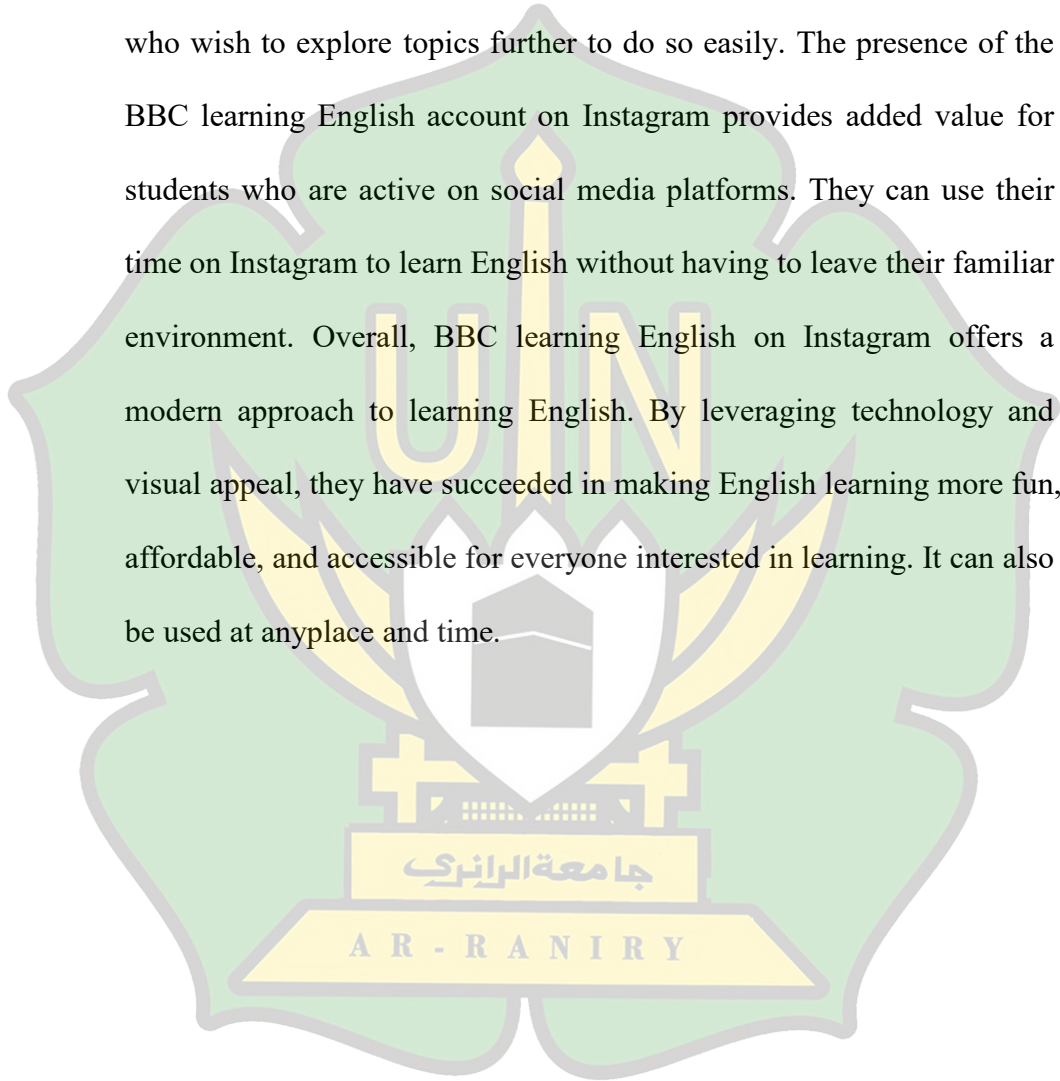 who wish to explore topics further to do so easily. The presence of the
BBC learning English account on Instagram provides added value for
students who are active on social media platforms. They can use their
time on Instagram to learn English without having to leave their familiar
environment. Overall, BBC learning English on Instagram offers a
modern approach to learning English. By leveraging technology and
visual appeal, they have succeeded in making English learning more fun,
affordable, and accessible for everyone interested in learning. It can also
be used at anyplace and time.
UIN
جامعةالرانري
AR-RANIRY